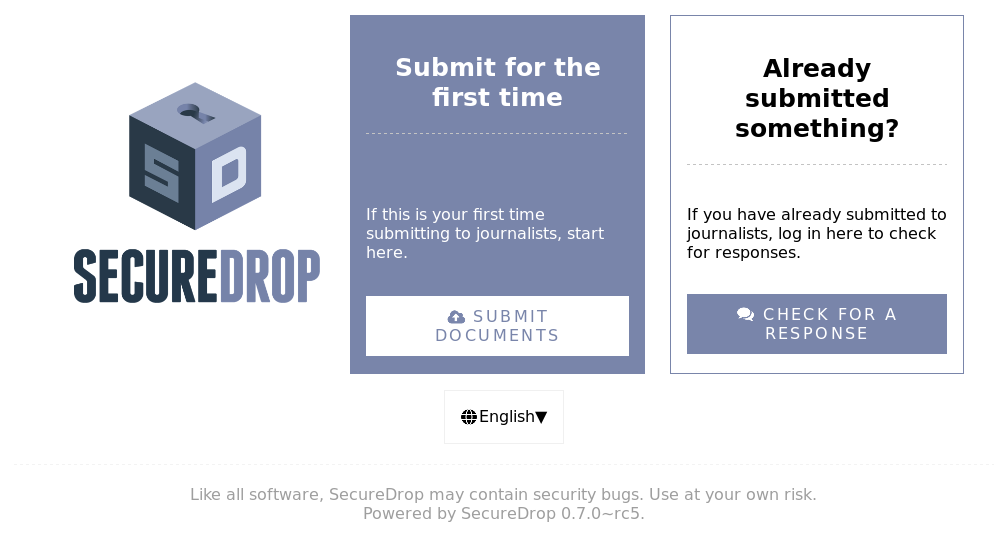 S D
SECUREDROP
Submit for the
first time
If this is your first time
submitting to journalists, start
here.
SUBMIT
DOCUMENTS
Already
submitted
something?
If you have already submitted to
journalists, log in here to check
for responses.
CHECK FOR A
RESPONSE
English▼
Like all software, SecureDrop may contain security bugs. Use at your own risk.
Powered by SecureDrop 0.7.0~rc5.